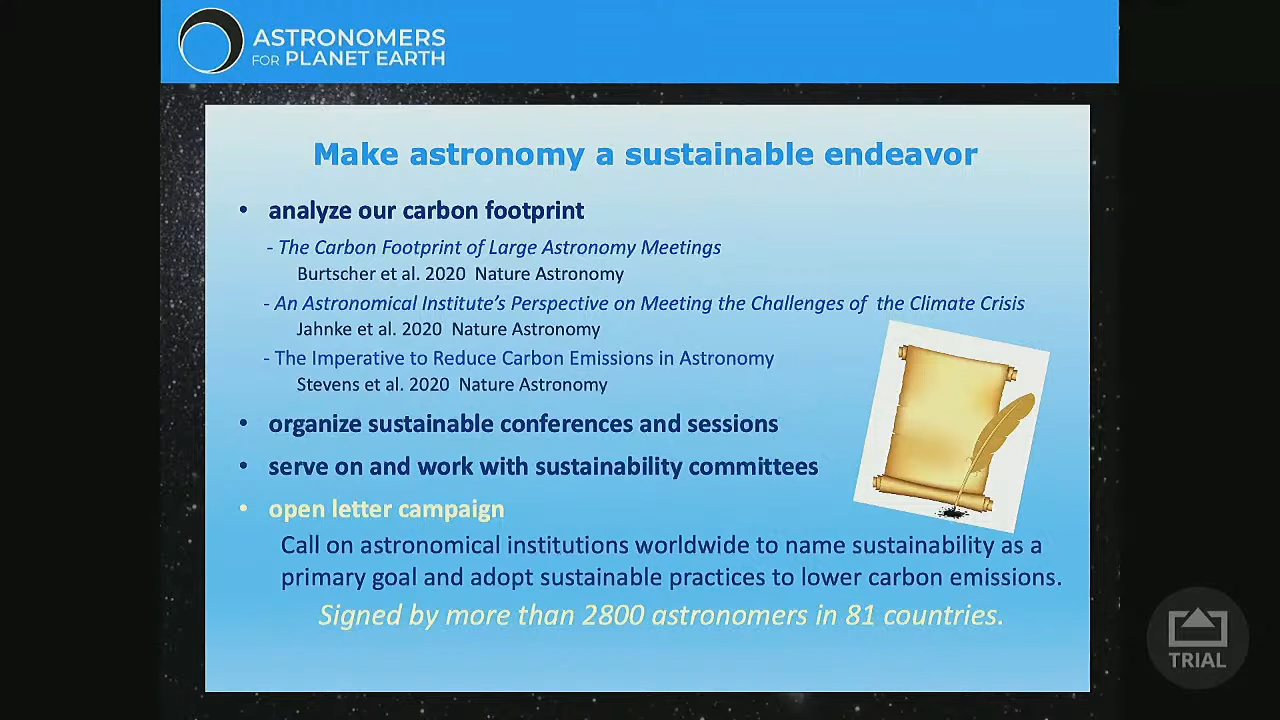 ASTRONOMERS
FOR PLANET EARTH
Make astronomy a sustainable endeavor
• analyze our carbon footprint
- The Carbon Footprint of Large Astronomy Meetings
Burtscher et al. 2020 Nature Astronomy
- An Astronomical Institute's Perspective on Meeting the Challenges of the Climate Crisis
Jahnke et al. 2020 Nature Astronomy
- The Imperative to Reduce Carbon Emissions in Astronomy
Stevens et al. 2020 Nature Astronomy
• organize sustainable conferences and sessions
• serve on and work with sustainability committees
• open letter campaign
Call on astronomical institutions worldwide to name sustainability as a
primary goal and adopt sustainable practices to lower carbon emissions.
Signed by more than 2800 astronomers in 81 countries.
TRIAL